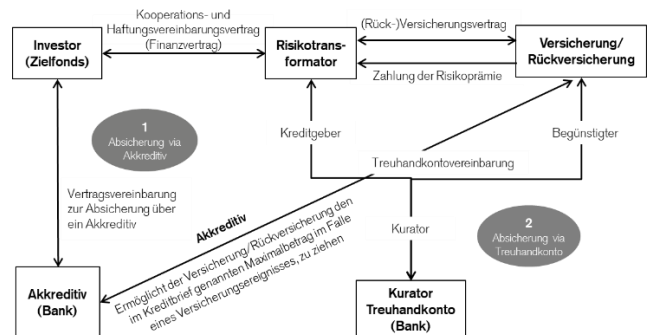 Kooperations- und
Haftungsvereinbarungsvertrag
(Finanzvertrag)
(Rück-)Versicherungsvertrag
Investor
(Zielfonds)
Risikotrans-
formator
Versicherung/
Rückversicherung
Zahlung der Risikoprämie
1
Absicherung via
Akkreditiv
Kreditgeber
Begünstigter
Treuhandkontovereinbarung
Vertragsvereinbarung
zur Absicherung über
ein Akkreditiv
Akkreditiv
Ermöglicht der Versicherung/Rückversicherung den
im Kreditbrief genannten Maximalbetrag im Falle
eines Versicherungsereignisses, zu ziehen
Kurator
2
Absicherung via
Treuhandkonto
Akkreditiv
(Bank)
Kurator
Treuhandkonto
(Bank)